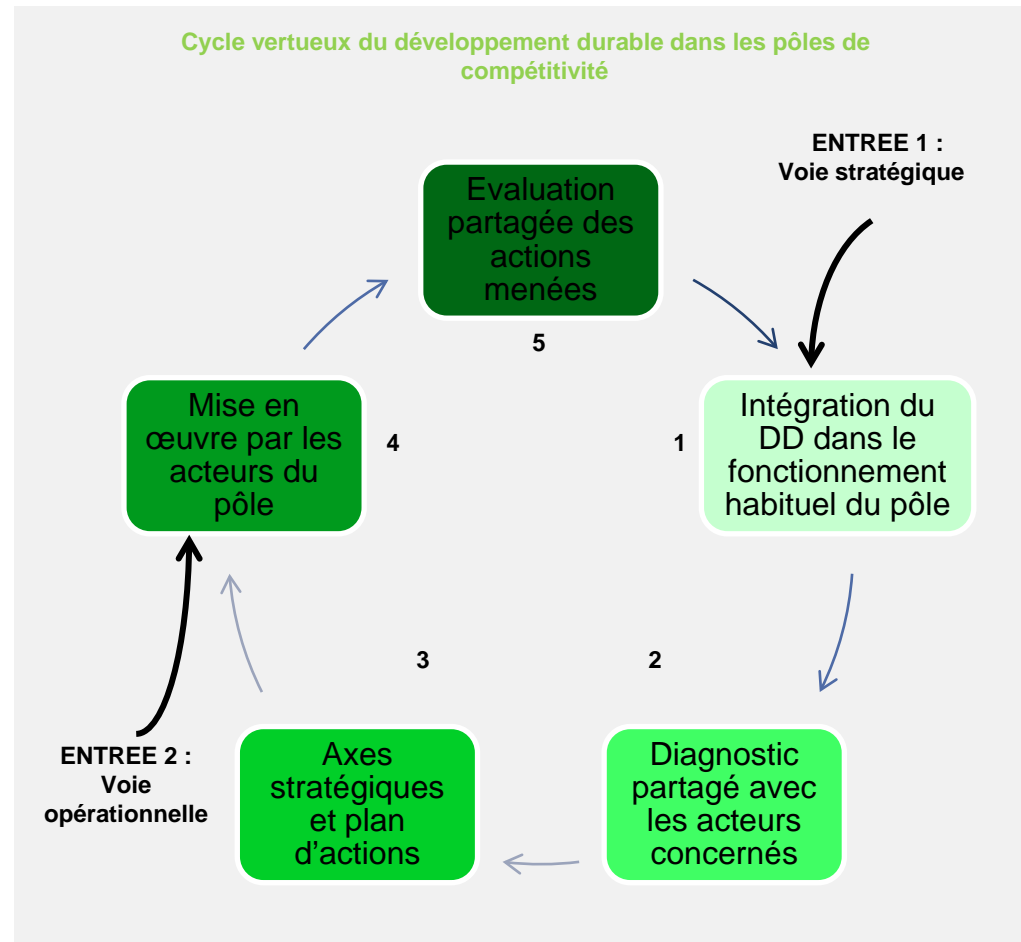 Cycle vertueux du développement durable dans les pôles de
compétitivité
ENTREE 1 :
Voie stratégique
Evaluation
partagée des
actions
menées
5
Mise en
œuvre par les
acteurs du
pôle
4
1
Intégration du
DD dans le
fonctionnement
habituel du pôle
3
2
ENTREE 2 :
Voie
opérationnelle
Axes
stratégiques
et plan
d’actions
Diagnostic
partagé avec
les acteurs
concernés